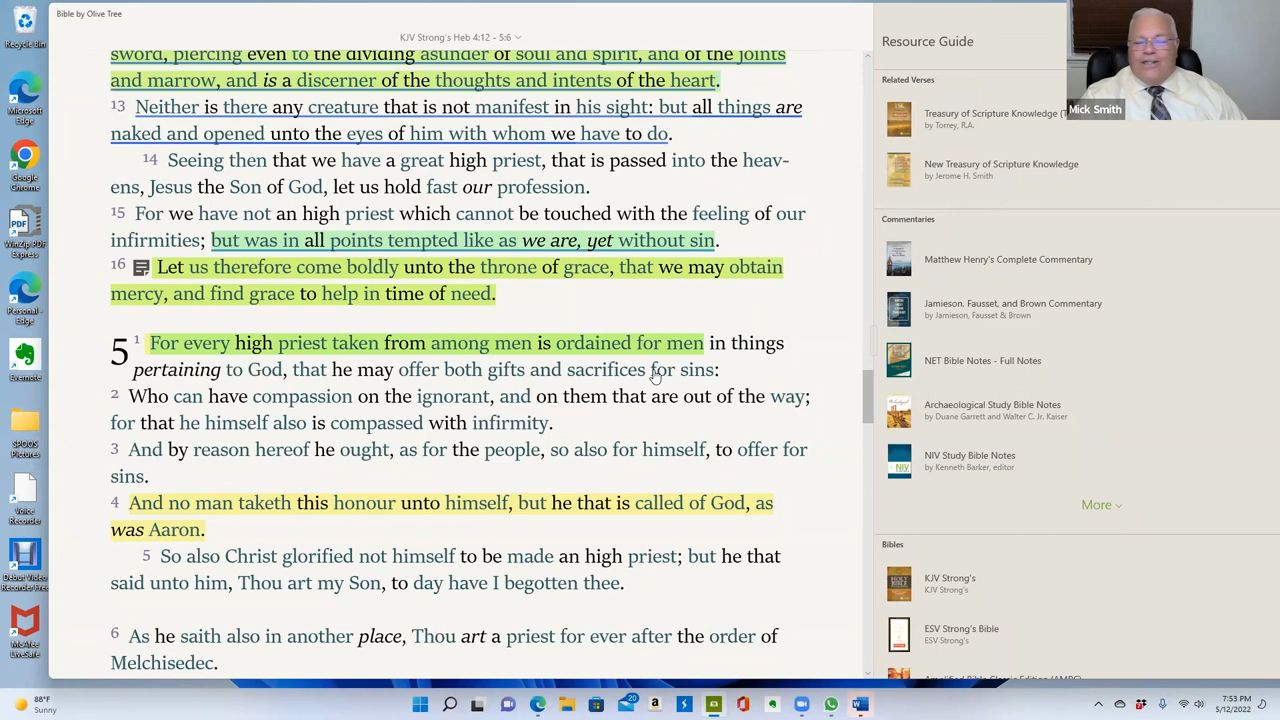 Bible by Olive Tree
KJV Strong's Heb 4:12 - 5:6
sword, piercing even to the dividing asunder of soul and spirit, and of the joints
and marrow, and is a discerner of the thoughts and intents of the heart.
13 Neither is there any creature that is not manifest in his sight: but all things are
naked and opened unto the eyes of him with whom we have to do.
14 Seeing then that we have a great high priest, that is passed into the heav-
ens, Jesus the Son of God, let us hold fast our profession.
15 For we have not an high priest which cannot be touched with the feeling of our
infirmities; but was in all points tempted like as we are, yet without sin.
16 Let us therefore come boldly unto the throne of grace, that we may obtain
mercy, and find grace to help in time of need.
5 1 For every high priest taken from among men is ordained for men in things
pertaining to God, that he may offer both gifts and sacrifices for sins:
2 Who can have compassion on the ignorant, and on them that are out of the way;
for that he himself also is compassed with infirmity.
3 And by reason hereof he ought, as for the people, so also for himself, to offer for
sins.
4 And no man taketh this honour unto himself, but he that is called of God, as
was Aaron.
5 So also Christ glorified not himself to be made an high priest; but he that
said unto him, Thou art my Son, to day have I begotten thee.
6 As he saith also in another place, Thou art a priest for ever after the order of
Melchisedec.
Resource Guide
Related Verses
Treasury of Scripture Knowledge (T
by Torrey, R.A.
New Treasury of Scripture Knowledge
by Jerome H. Smith
Commentaries
Matthew Henry's Complete Commentary
Jamieson, Fausset, and Brown Commentary
by Jamieson, Fausset & Brown
NET Bible Notes - Full Notes
Archaeological Study Bible Notes
by Duane Garrett and Walter C. Jr. Kaiser
NIV Study Bible Notes
by Kenneth Barker, editor
More
Bibles
KJV Strong's
KJV Strong's
ESV Strong's Bible
ESV Strong's
Mick Smith
Recycle Bin
Microsoft
Edge
Google
Chrome
WinZip PDF
Personal -
Edge
Evernote
SPUDS
Pictures
Voice
Recorder
Debut Video
Recorder Free
McAfee
LiveSafe
88°F
Sunny
20
7:53 PM
5/12/2022